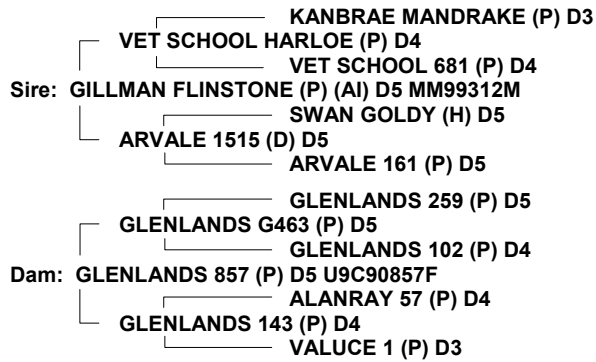 KANBRAE MANDRAKE (P) D3
VET SCHOOL HARLOE (P) D4
VET SCHOOL 681 (P) D4
Sire: GILLMAN FLINSTONE (P) (AI) D5 MM99312M
SWAN GOLDY (H) D5
ARVALE 1515 (D) D5
ARVALE 161 (P) D5
GLENLANDS 259 (P) D5
GLENLANDS G463 (P) D5
GLENLANDS 102 (P) D4
Dam: GLENLANDS 857 (P) D5 U9C90857F
ALANRAY 57 (P) D4
GLENLANDS 143 (P) D4
VALUCE 1 (P) D3